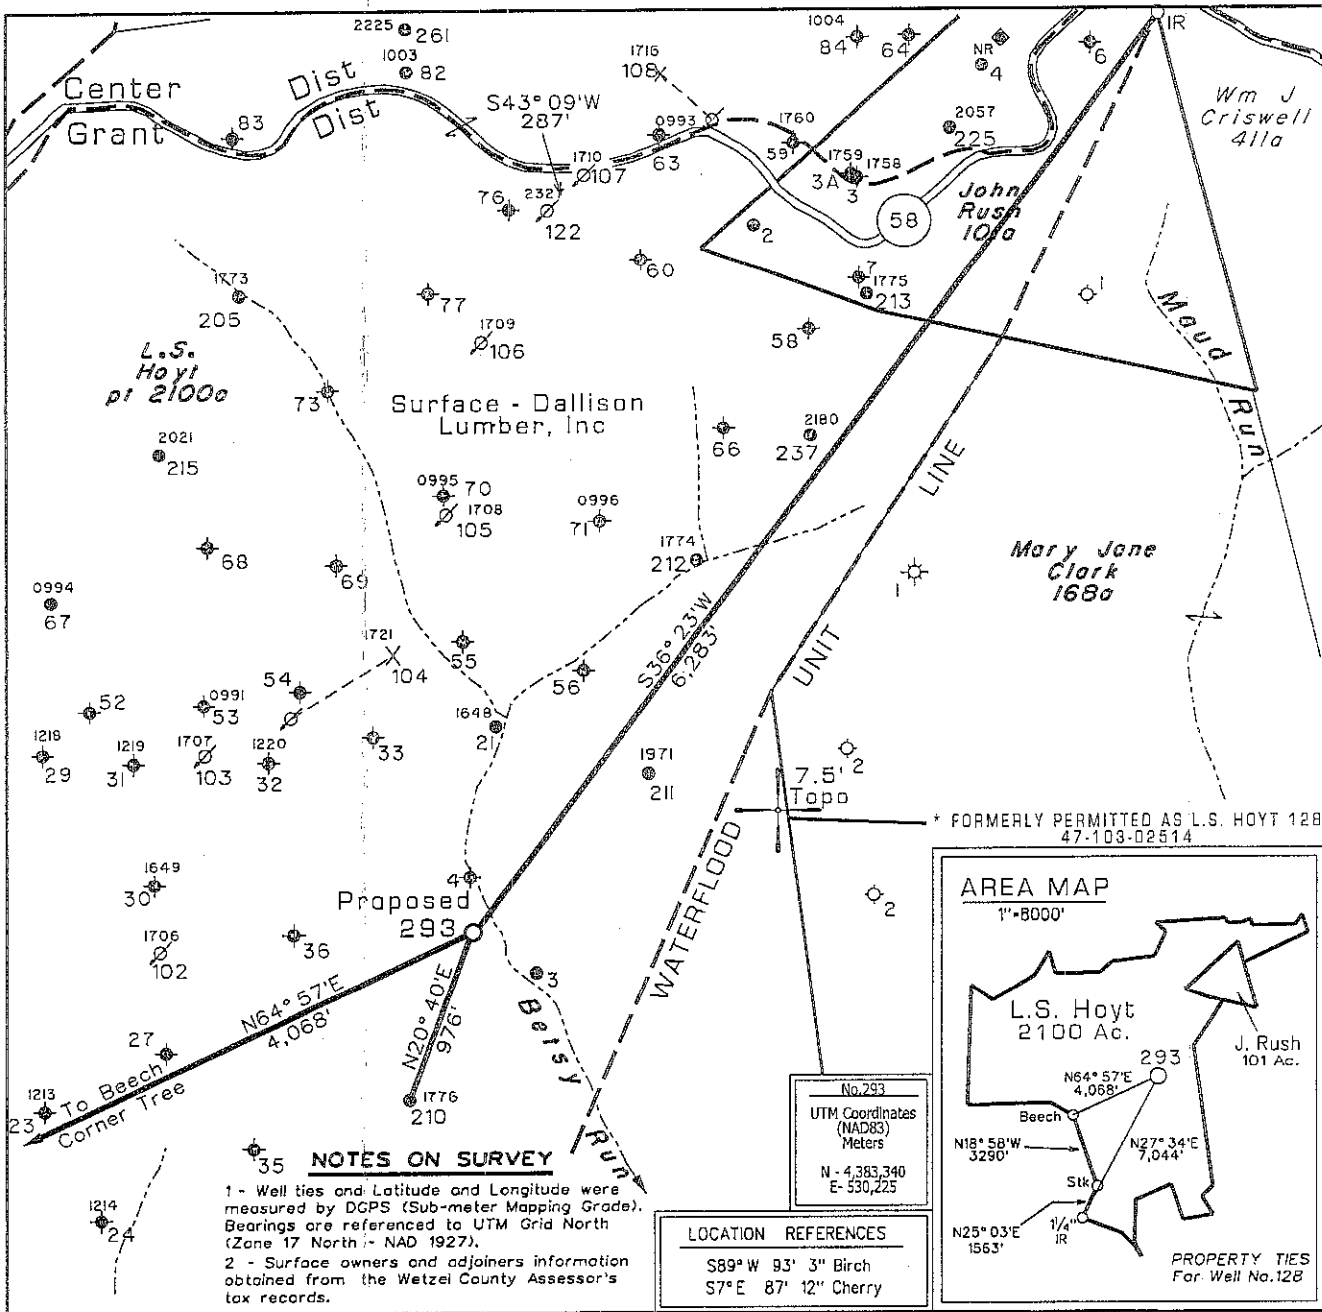 2225
261
1003
82
1004
84
64
NR
4
6
IR
1716
108
Center Dist
Grant Dist
S43° 09'W
287'
83
0993
63
1760
59
2057
225
Wm J
Criswell
411a
1710
107
1759
3A
1758
3
76
232
122
58
John
Rush
101a
2
60
7
1775
213
1
Maud Run
1773
205
77
1709
106
58
L.S.
Hoyt
pt 2100a
73
Surface - Dallison
Lumber, Inc
66
2180
237
2021
215
0995
70
1708
105
0996
71
1774
212
68
69
Mary Jane
Clark
168a
1
0994
67
1721
104
55
56
S36° 23'W
6,283'
WATERFLOOD UNIT LINE
54
52
0991
53
1648
21
33
1218
29
1219
31
1707
103
1220
32
1971
211
2
7.5'
Topo
* FORMERLY PERMITTED AS L.S. HOYT 128
47-103-02514
1649
30
4
Proposed
293
2
1706
102
36
3
Betsy Run
N64° 57'E
4,068'
N20° 40'E
976'
27
1213
23
To Beech
Corner Tree
1776
210
35
1214
24
NOTES ON SURVEY
1 - Well ties and Latitude and Longitude were
measured by DGPS (Sub-meter Mapping Grade).
Bearings are referenced to UTM Grid North
(Zone 17 North - NAD 1927).
2 - Surface owners and adjoiners information
obtained from the Wetzel County Assessor's
tax records.
No.293
UTM Coordinates
(NAD83)
Meters
N - 4,383,340
E- 530,225
LOCATION REFERENCES
S89° W 93' 3" Birch
S7° E 87' 12" Cherry
AREA MAP
1"=8000'
L.S. Hoyt
2100 Ac.
J. Rush
101 Ac.
293
N64° 57'E
4,068'
Beech
N18° 58'W
3290'
N27° 34'E
7,044'
Stk
N25° 03'E
1563'
1¼"
IR
PROPERTY TIES
For Well No.128